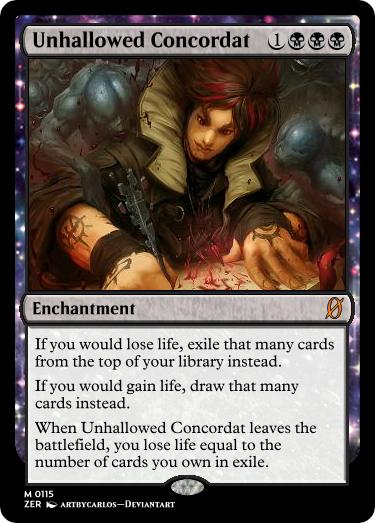 Unhallowed Concordat 1
Enchantment
If you would lose life, exile that many cards
from the top of your library instead.
If you would gain life, draw that many
cards instead.
When Unhallowed Concordat leaves the
battlefield, you lose life equal to the
number of cards you own in exile.
M 0115
ZER ARTBYCARLOS—DEVIANTART